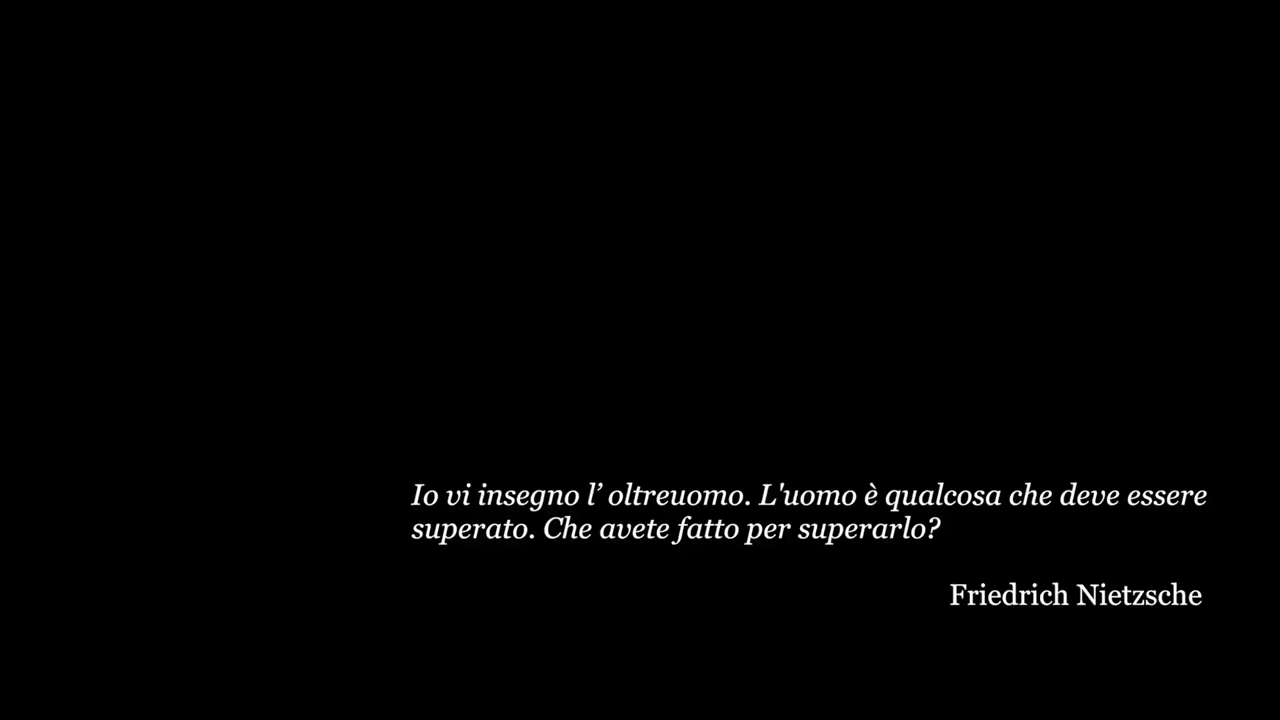 Io vi insegno l’ oltreuomo. L'uomo è qualcosa che deve essere
superato. Che avete fatto per superarlo?
Friedrich Nietzsche